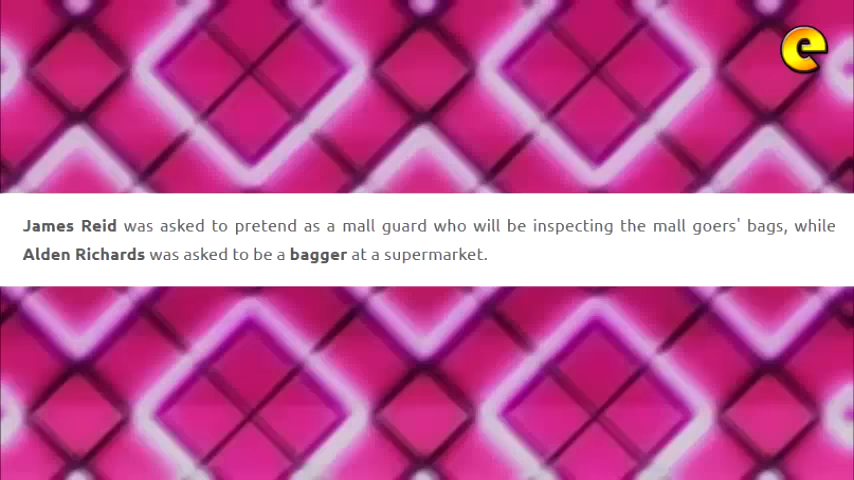 e
James Reid was asked to pretend as a mall guard who will be inspecting the mall goers' bags, while
Alden Richards was asked to be a bagger at a supermarket.